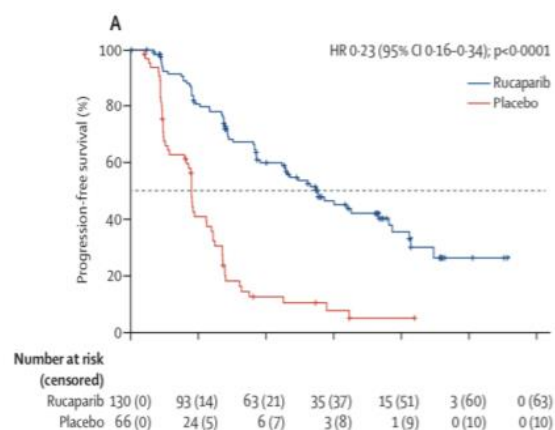 A
HR 0·23 (95% CI 0·16–0·34); p<0·0001
Rucaparib
Placebo
Progression-free survival (%)
100
80
60
40
20
0
Number at risk
(censored)
Rucaparib 130 (0) 93 (14) 63 (21) 35 (37) 15 (51) 3 (60) 0 (63)
Placebo 66 (0) 24 (5) 6 (7) 3 (8) 1 (9) 0 (10) 0 (10)